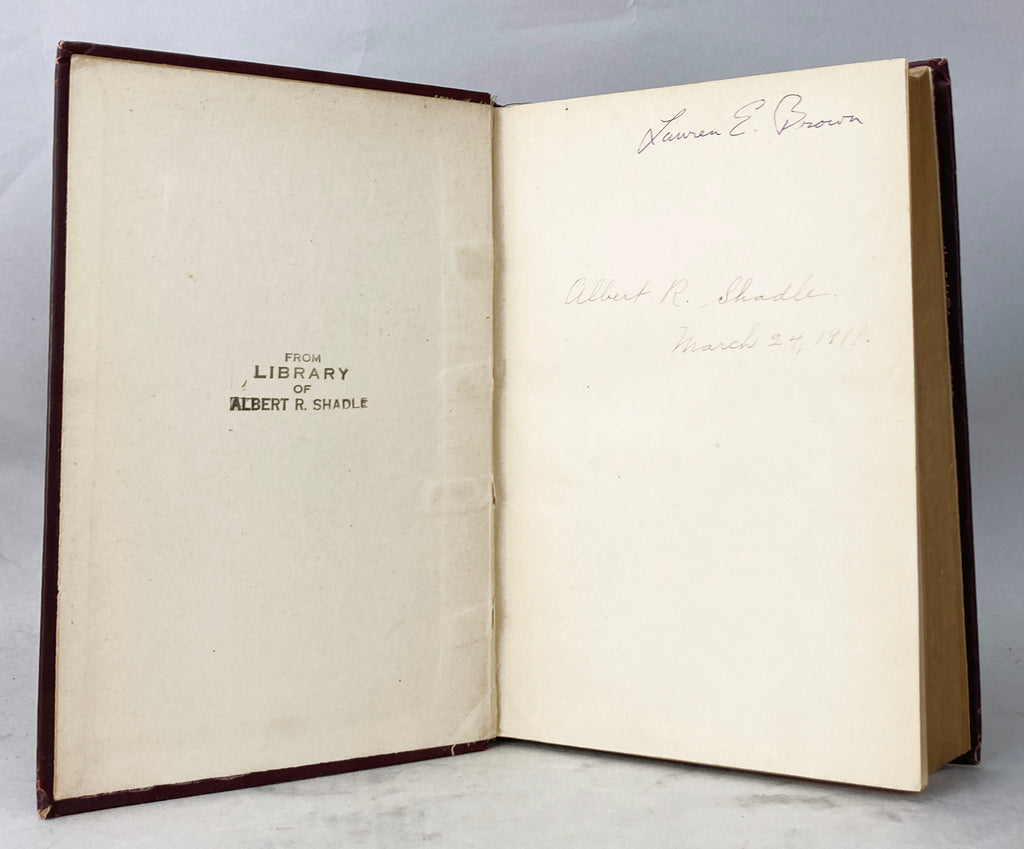 FROM
LIBRARY
OF
ALBERT R. SHADLE
Lauren E. Brown
Albert R. Shadle.
March 24, 1911.